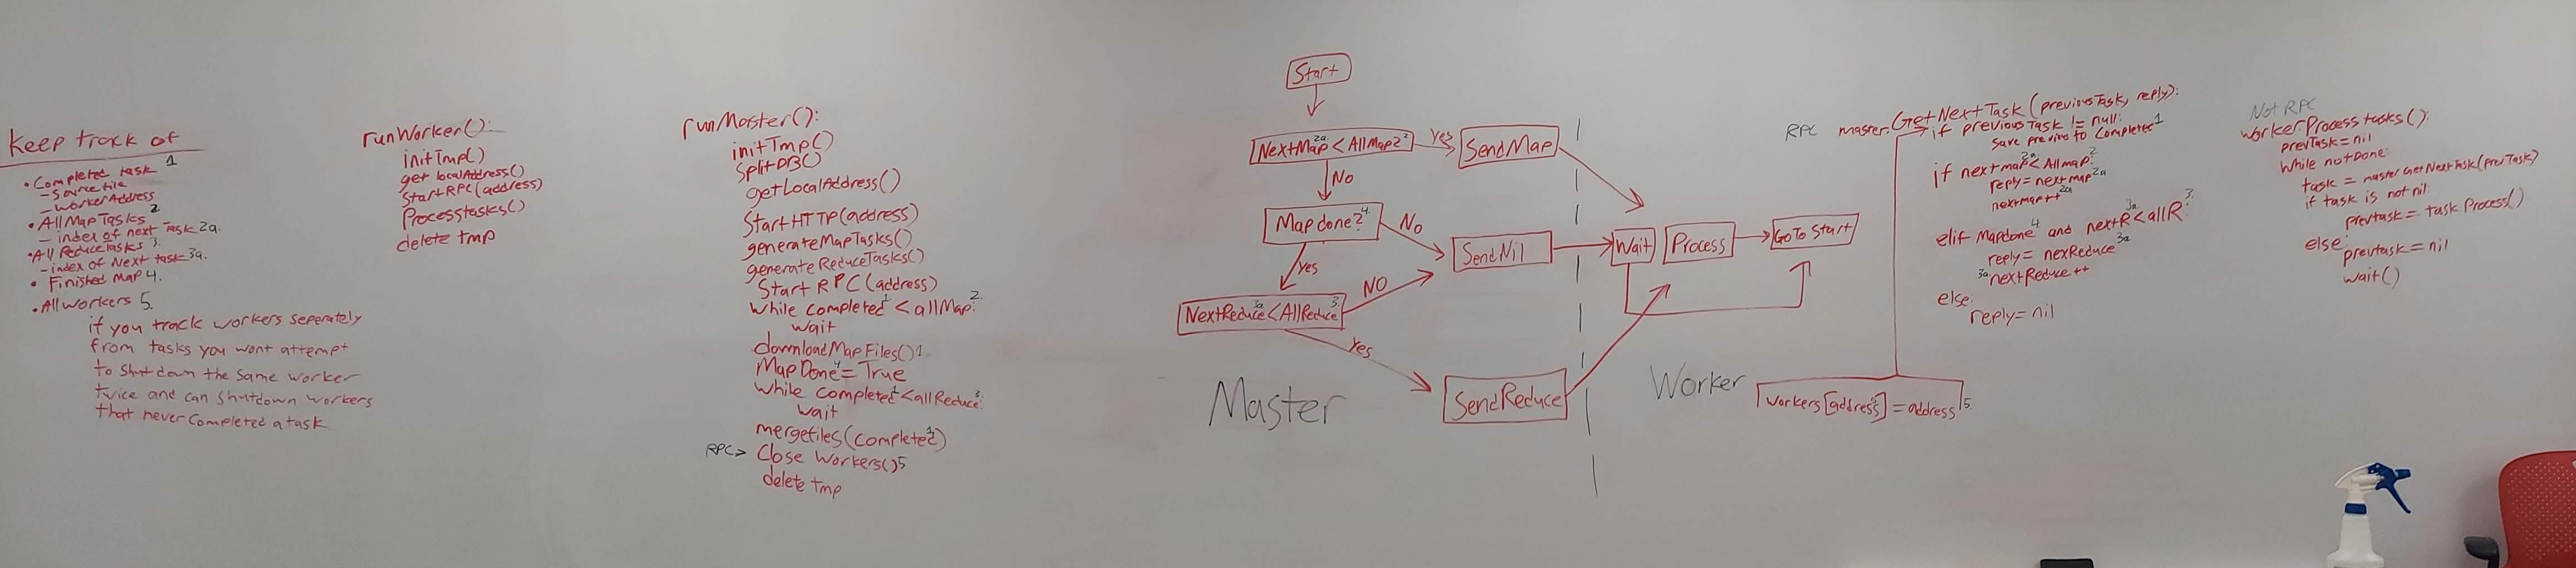 Keep track of
• Completed task 1
- Source file
- Worker Address
• All Map Tasks 2
- index of next Task 2a.
• All Reduce Tasks 3.
- index of Next task 3a.
• Finished Map 4.
• All workers 5.
if you track workers seperately
from tasks you wont attempt
to shutdown the same worker
twice and can shutdown workers
that never completed a task
runWorker():
initTmp()
get localAddress()
StartRPC(address)
Processtasks()
delete tmp
runMaster():
initTmp()
SplitDB()
getLocalAddress()
StartHTTP(address)
generateMapTasks()
generateReduceTasks()
Start RPC(address)
while completed 1 < allMap: 2.
wait
downloadMapFiles() 1
MapDone 4 = True
while completed 1 < allReduce: 3.
wait
mergefiles(completed 1)
RPC> Close Workers() 5
delete tmp
Start
NextMap 2a < AllMap? 2
Yes
SendMap
No
Mapdone? 4
No
SendNil
Yes
NextReduce 3a < AllReduce 3.
NO
Yes
SendReduce
Master
Wait
Process
GoTo Start
Worker
RPC master.GetNextTask(previousTask, reply):
if previousTask != null:
Save previous to Completed 1
if nextmap 2a < Allmap: 2
reply = nextmap 2a
nextmap++ 2a
elif Mapdone 4 and nextR 3a < allR: 3.
reply = nexReduce 3a
3a nextReduce++
else:
reply = nil
workers[address] = address 5.
Not RPC
worker.Processtasks():
prevTask = nil
while notDone:
task = master.GetNextTask(prevTask)
if task is not nil:
prevtask = task.Process()
else:
prevtask = nil
wait()